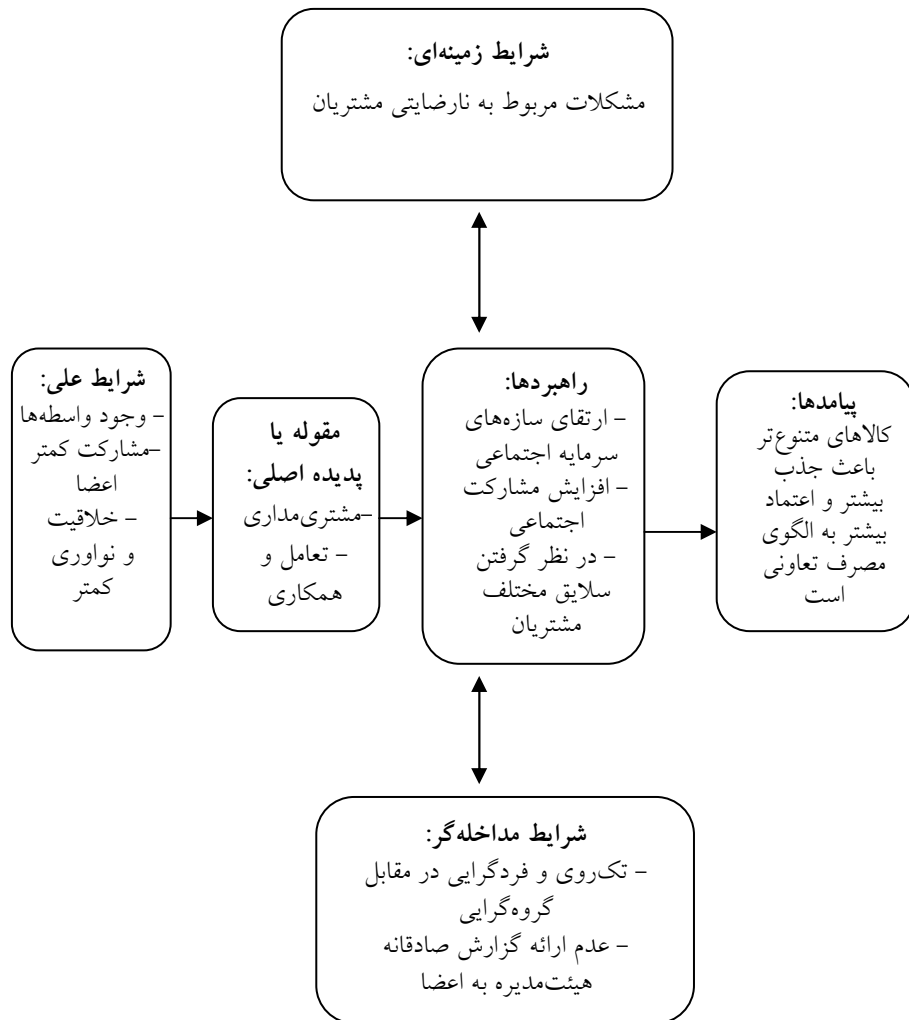 شرایط زمینه‌ای:
مشکلات مربوط به نارضایتی مشتریان
شرایط علی:
– وجود واسطه‌ها
–مشارکت کمتر
اعضا
– خلاقیت
و نواوری
کمتر
مقوله یا
پدیده اصلی:
–مشتری‌مداری
– تعامل و
همکاری
راهبردها:
– ارتقای سازه‌های
سرمایه اجتماعی
– افزایش مشارکت
اجتماعی
– در نظر گرفتن
سلایق مختلف
مشتریان
پیامدها:
کالاهای متنوع‌تر
باعث جذب
بیشتر و اعتماد
بیشتر به الگوی
مصرف تعاونی
است
شرایط مداخله‌گر:
– تک‌روی و فردگرایی در مقابل
گروه‌گرایی
– عدم ارائه گزارش صادقانه
هیئت‌مدیره به اعضا